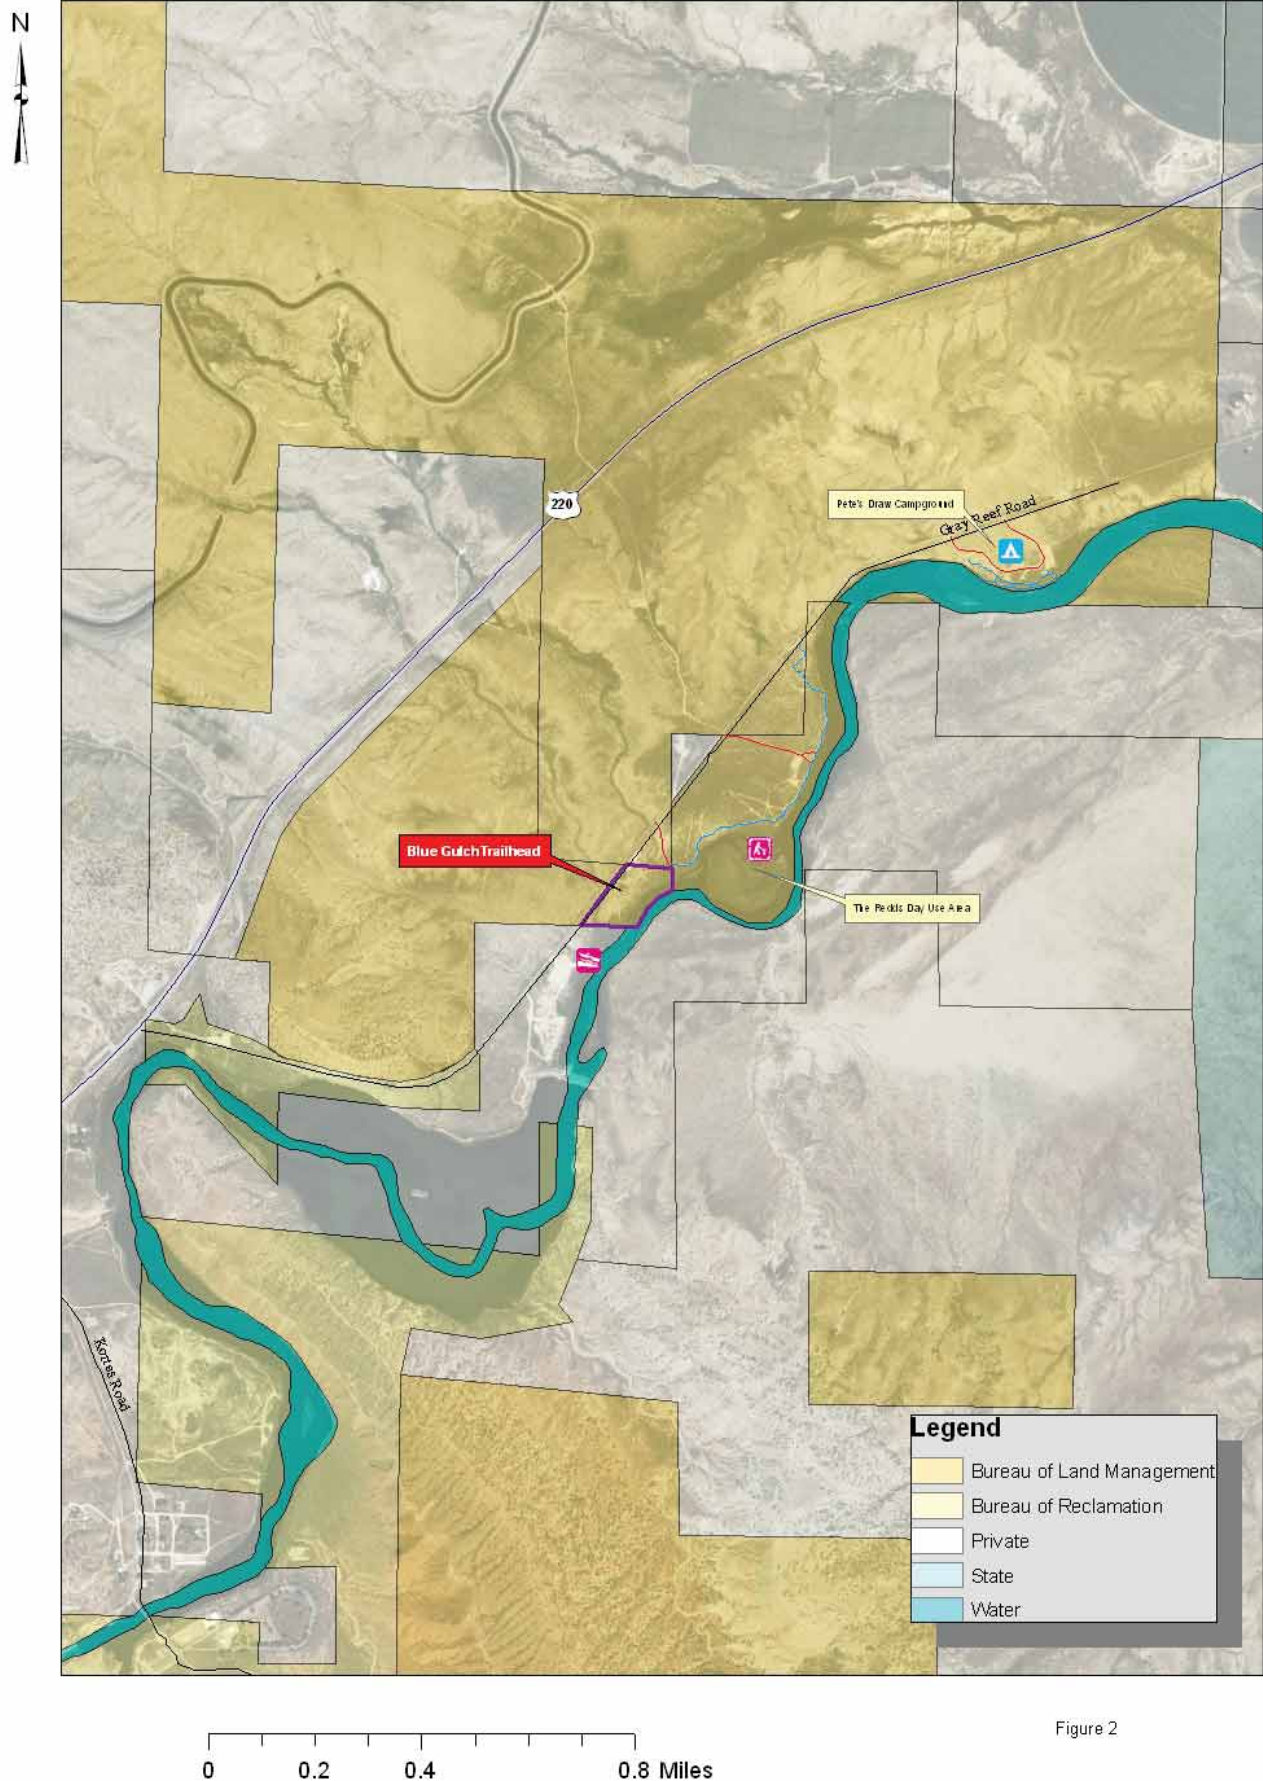 N
220
Pete's Draw Campground
Gray Reef Road
Blue Gulch Trailhead
The Redds Day Use Area
Kortes Road
Legend
Bureau of Land Management
Bureau of Reclamation
Private
State
Water
Figure 2
0 0.2 0.4 0.8 Miles